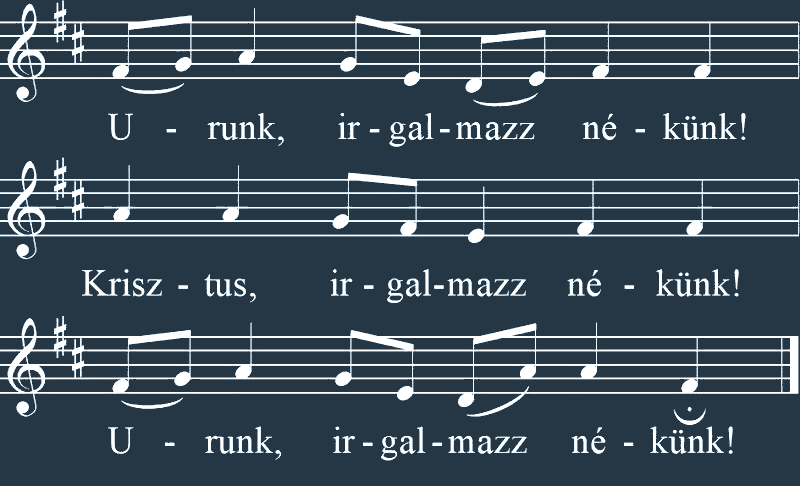 U - runk, ir - gal - mazz né - künk!
Krisz - tus, ir - gal-mazz né - künk!
U - runk, ir - gal - mazz né - künk!